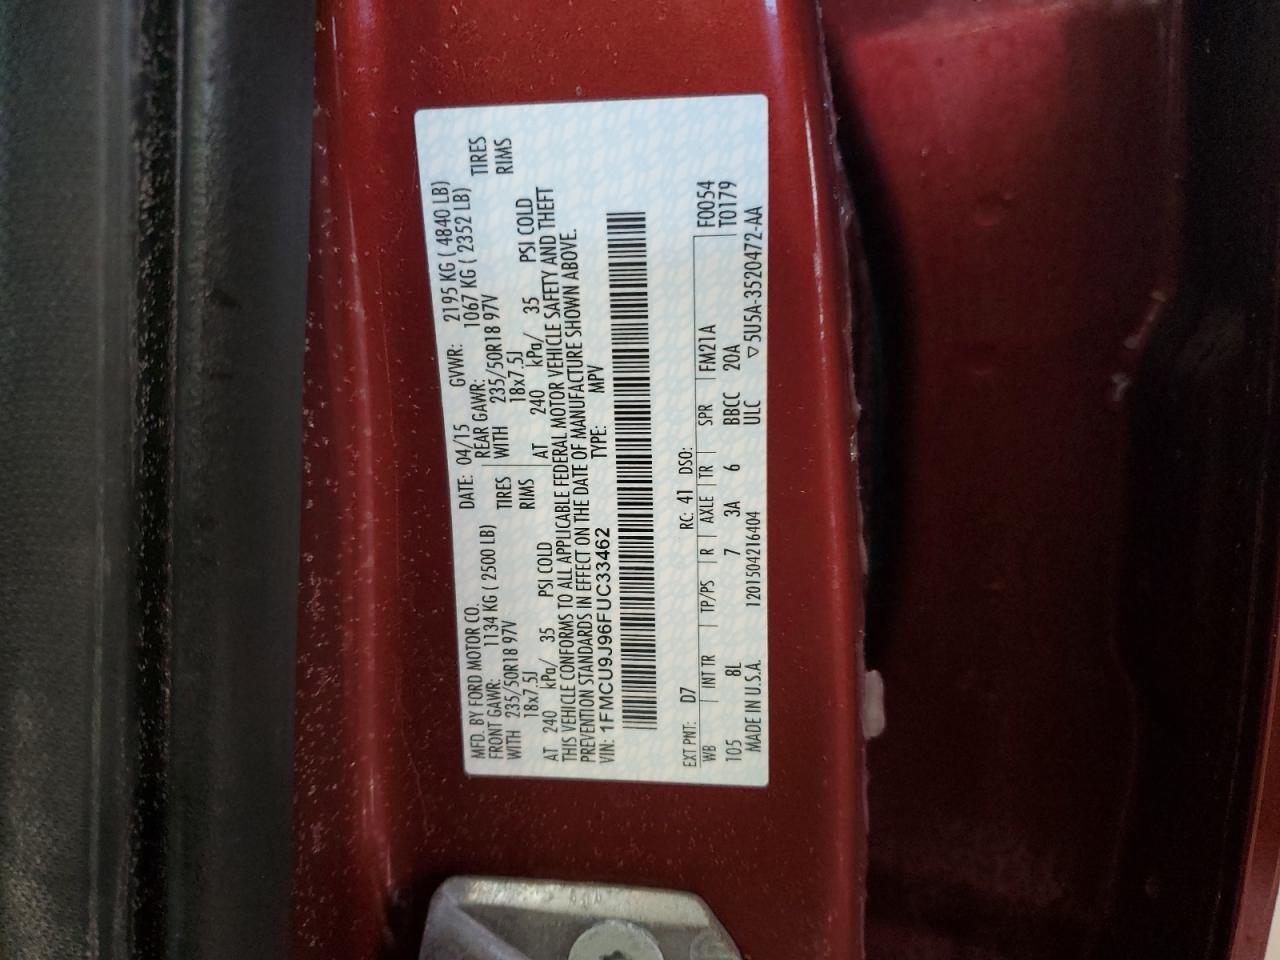 MFD. BY FORD MOTOR CO.
DATE: 04/15 GVWR: 2195 KG ( 4840 LB)
FRONT GAWR: 1134 KG ( 2500 LB) REAR GAWR: 1067 KG ( 2352 LB)
WITH 235/50R18 97V TIRES WITH 235/50R18 97V TIRES
18x7.5J RIMS 18x7.5J RIMS
AT 240 kPa/ 35 PSI COLD AT 240 kPa/ 35 PSI COLD
THIS VEHICLE CONFORMS TO ALL APPLICABLE FEDERAL MOTOR VEHICLE SAFETY AND THEFT
PREVENTION STANDARDS IN EFFECT ON THE DATE OF MANUFACTURE SHOWN ABOVE.
VIN: 1FMCU9J96FUC33462 TYPE: MPV
EXT PNT: D7 RC: 41 DSO: F0054
WB INT TR TP/PS R AXLE TR SPR FM21A T0179
105 8L 7 3A 6 BBCC 20A
MADE IN U.S.A. 1201504216404 ULC ▽5U5A-3520472-AA